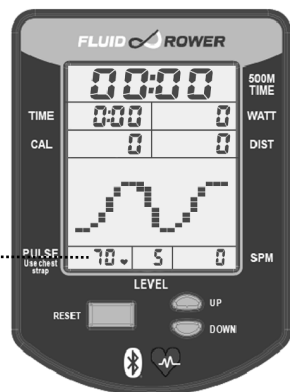 FLUID ROWER
00:00 500M TIME
TIME 0:00 0 WATT
CAL 0 0 DIST
PULSE 70 5 0 SPM
Use chest strap
LEVEL
RESET UP
DOWN